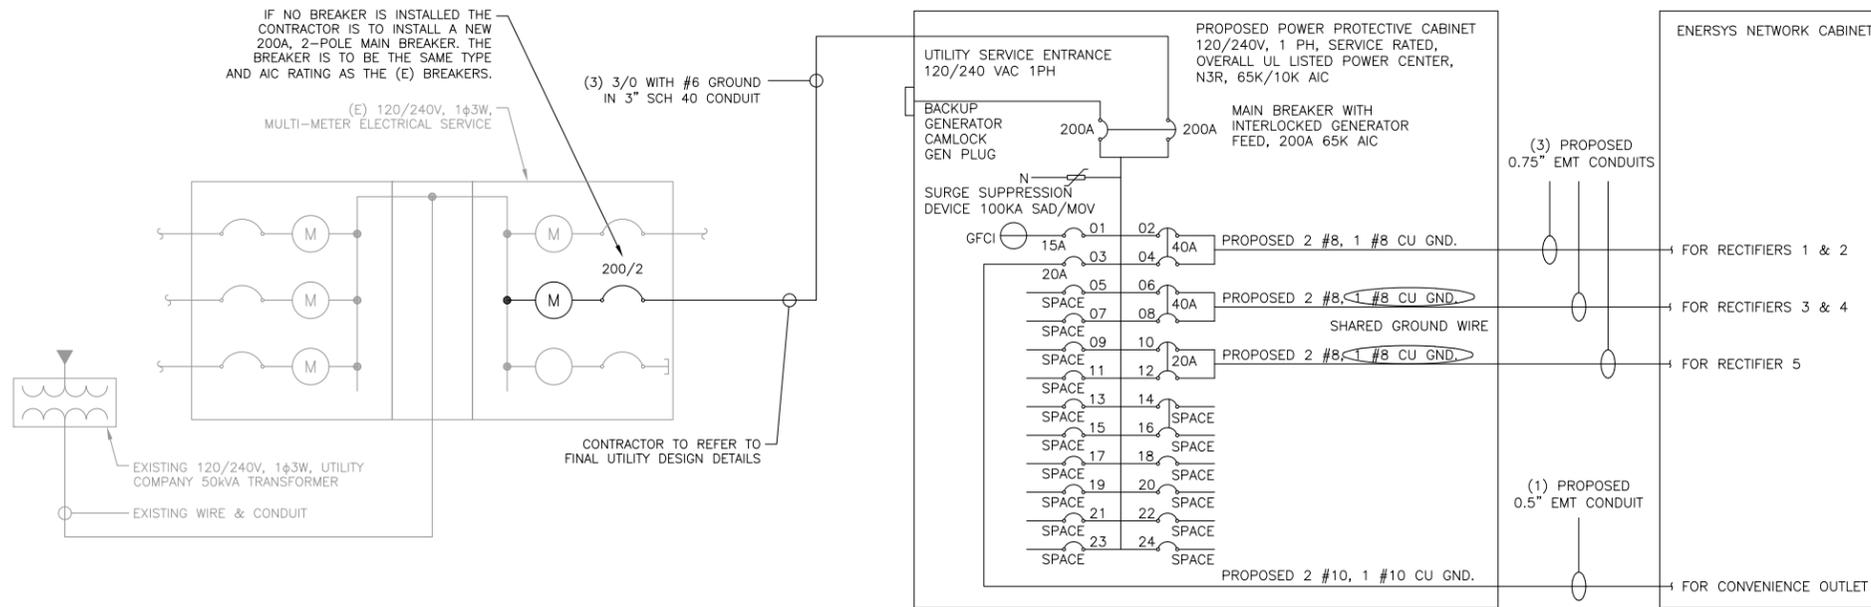 IF NO BREAKER IS INSTALLED THE
CONTRACTOR IS TO INSTALL A NEW
200A, 2-POLE MAIN BREAKER. THE
BREAKER IS TO BE THE SAME TYPE
AND AIC RATING AS THE (E) BREAKERS.
(E) 120/240V, 1ϕ3W,
MULTI-METER ELECTRICAL SERVICE
(3) 3/0 WITH #6 GROUND
IN 3" SCH 40 CONDUIT
M
M
M
M
M
200/2
CONTRACTOR TO REFER TO
FINAL UTILITY DESIGN DETAILS
EXISTING 120/240V, 1ϕ3W, UTILITY
COMPANY 50kVA TRANSFORMER
EXISTING WIRE & CONDUIT
UTILITY SERVICE ENTRANCE
120/240 VAC 1PH
PROPOSED POWER PROTECTIVE CABINET
120/240V, 1 PH, SERVICE RATED,
OVERALL UL LISTED POWER CENTER,
N3R, 65K/10K AIC
BACKUP
GENERATOR
CAMLOCK
GEN PLUG
200A
200A
MAIN BREAKER WITH
INTERLOCKED GENERATOR
FEED, 200A 65K AIC
N
SURGE SUPPRESSION
DEVICE 100KA SAD/MOV
GFCI
15A
01
02
40A
PROPOSED 2 #8, 1 #8 CU GND.
20A
03
04
SPACE
05
06
40A
PROPOSED 2 #8, 1 #8 CU GND.
SHARED GROUND WIRE
SPACE
07
08
SPACE
09
10
20A
PROPOSED 2 #8, 1 #8 CU GND.
SPACE
11
12
SPACE
13
14
SPACE
SPACE
15
16
SPACE
SPACE
17
18
SPACE
SPACE
19
20
SPACE
SPACE
21
22
SPACE
SPACE
23
24
SPACE
PROPOSED 2 #10, 1 #10 CU GND.
(3) PROPOSED
0.75" EMT CONDUITS
(1) PROPOSED
0.5" EMT CONDUIT
ENERSYS NETWORK CABINET
FOR RECTIFIERS 1 & 2
FOR RECTIFIERS 3 & 4
FOR RECTIFIER 5
FOR CONVENIENCE OUTLET